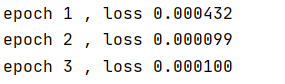 epoch 1 , loss 0.000432
epoch 2 , loss 0.000099
epoch 3 , loss 0.000100